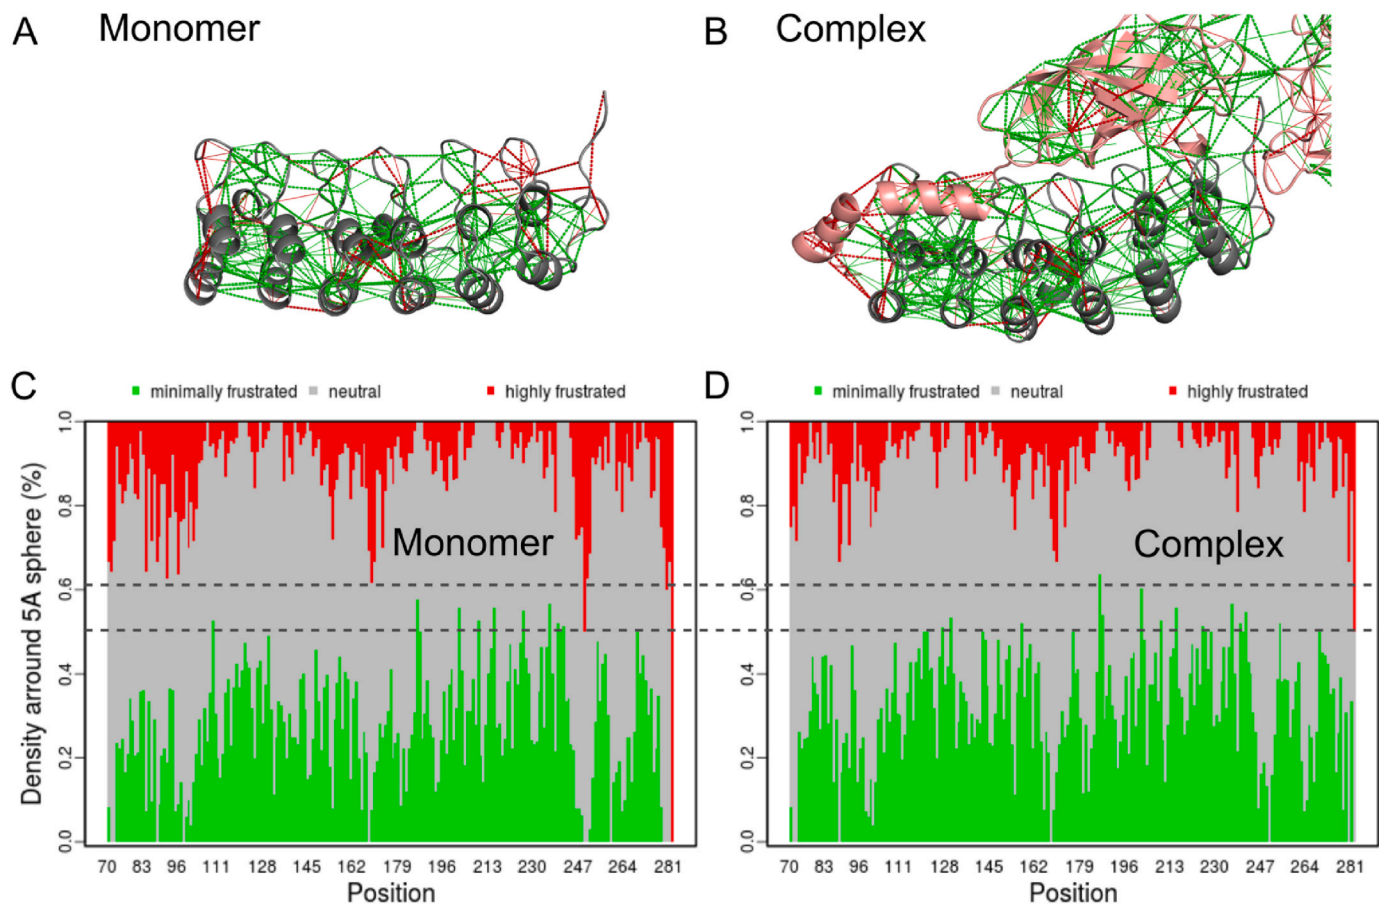 A Monomer
B Complex
C minimally frustrated neutral highly frustrated
D minimally frustrated neutral highly frustrated
Density arround 5A sphere (%)
1.0
0.8
0.6
0.4
0.2
0.0
Monomer
70 83 96 111 128 145 162 179 196 213 230 247 264 281
Position
1.0
0.8
0.6
0.4
0.2
0.0
Complex
70 83 96 111 128 145 162 179 196 213 230 247 264 281
Position